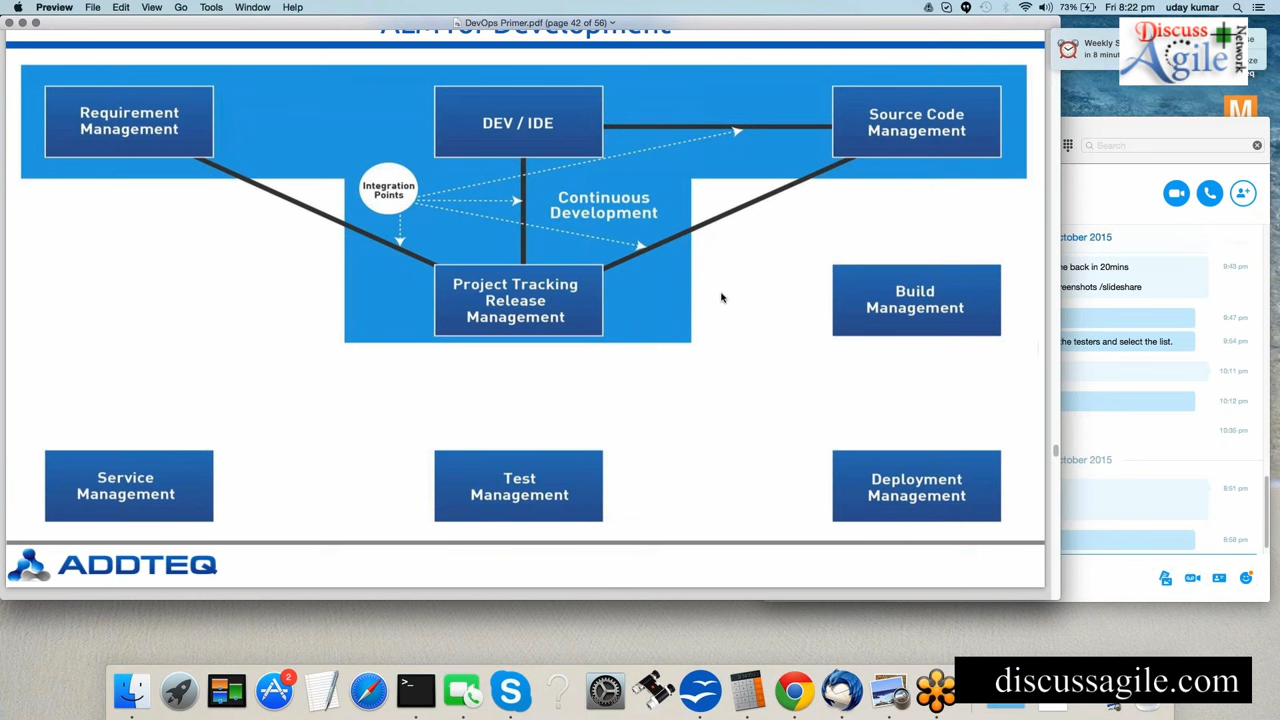 Preview File Edit View Go Tools Window Help
73% Fri 8:22 pm uday kumar
DevOps Primer.pdf (page 42 of 56)
Requirement
Management
DEV / IDE
Source Code
Management
Integration
Points
Continuous
Development
Project Tracking
Release
Management
Build
Management
Service
Management
Test
Management
Deployment
Management
ADDTEQ
Weekly S
in 8 minut
Discuss
Agile
Network
M
Search
ctober 2015
e back in 20mins
9:43 pm
eenshots /slideshare
9:47 pm
the testers and select the list.
9:54 pm
10:11 pm
10:12 pm
10:35 pm
ctober 2015
8:51 pm
8:58 pm
2
discussagile.com